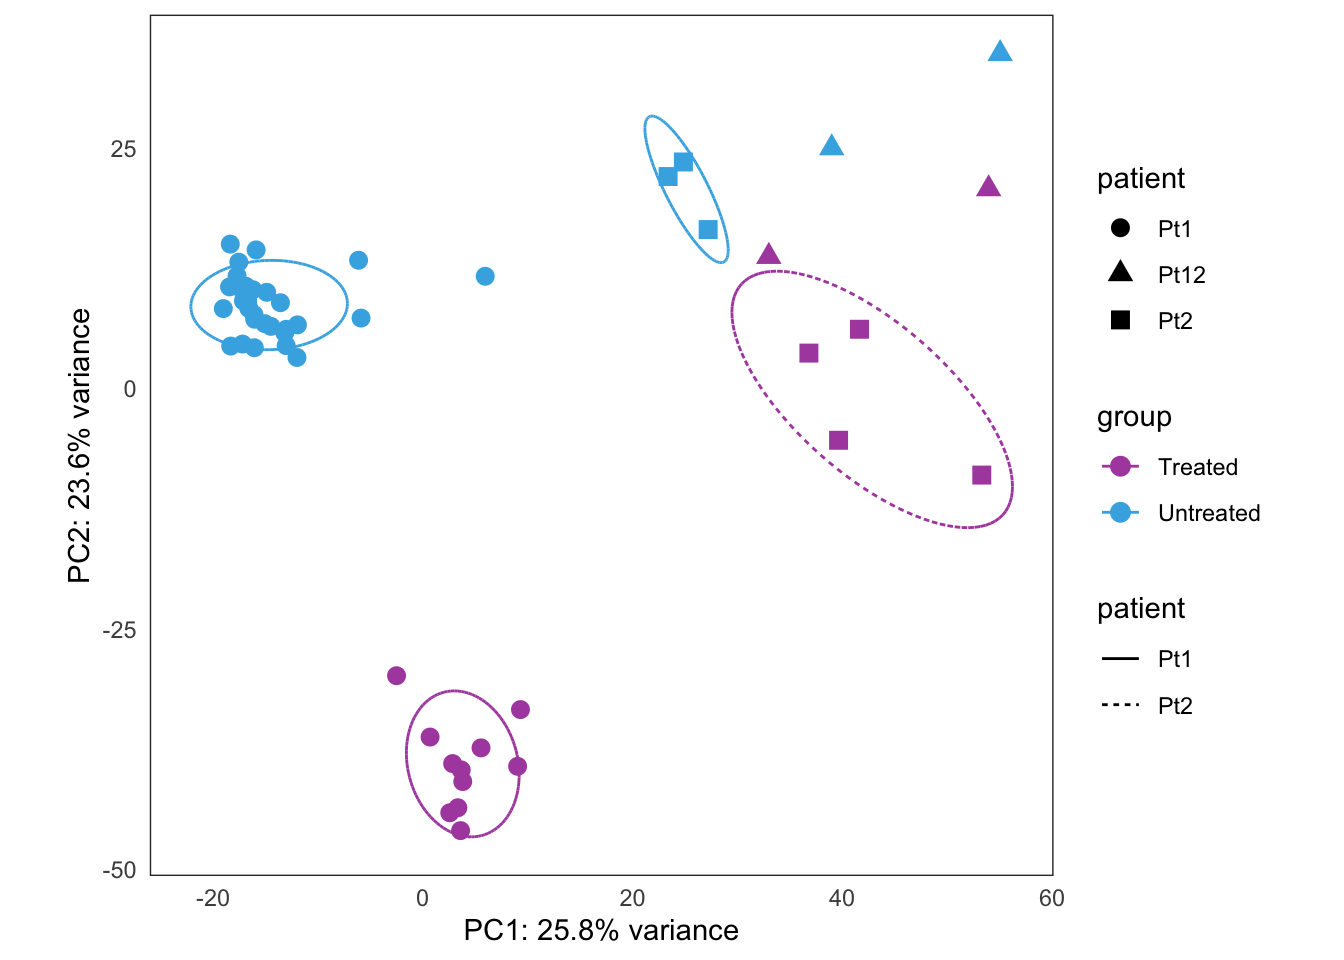 25
0
-25
-50
PC2: 23.6% variance
-20
0
20
40
60
PC1: 25.8% variance
patient
Pt1
Pt12
Pt2
group
Treated
Untreated
patient
Pt1
Pt2